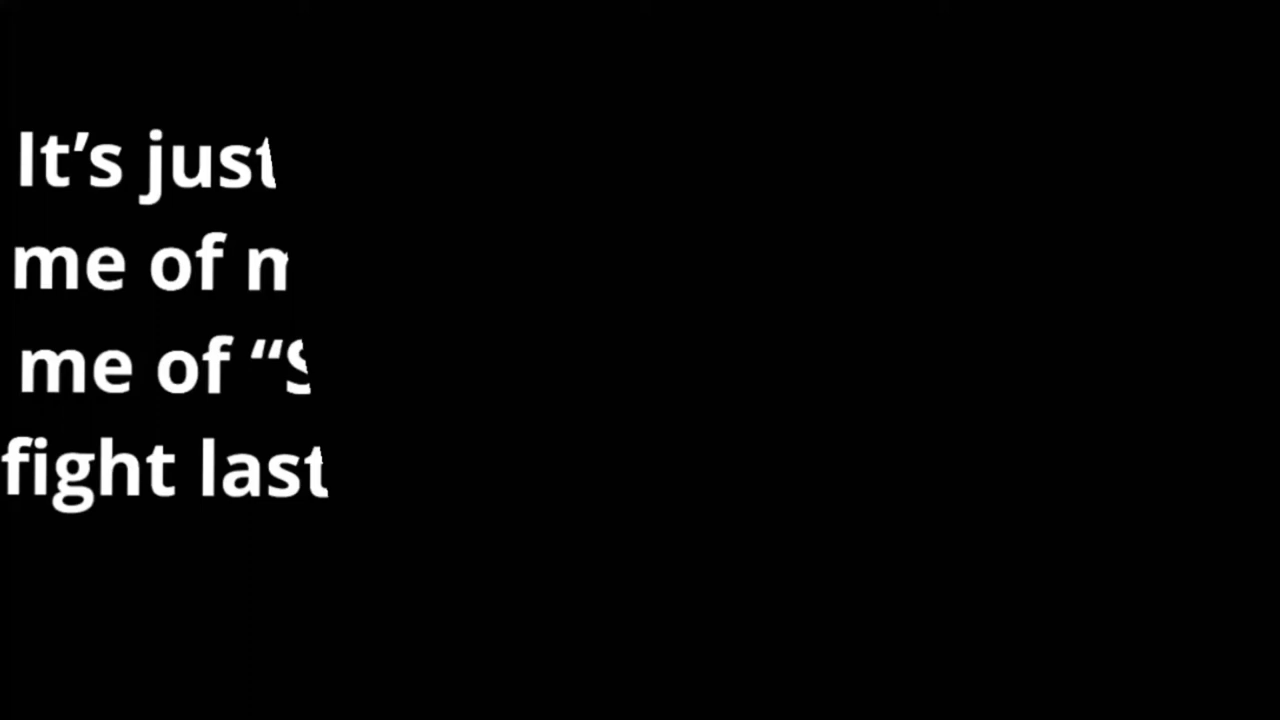 It’s just
me of
me of “S
fight last